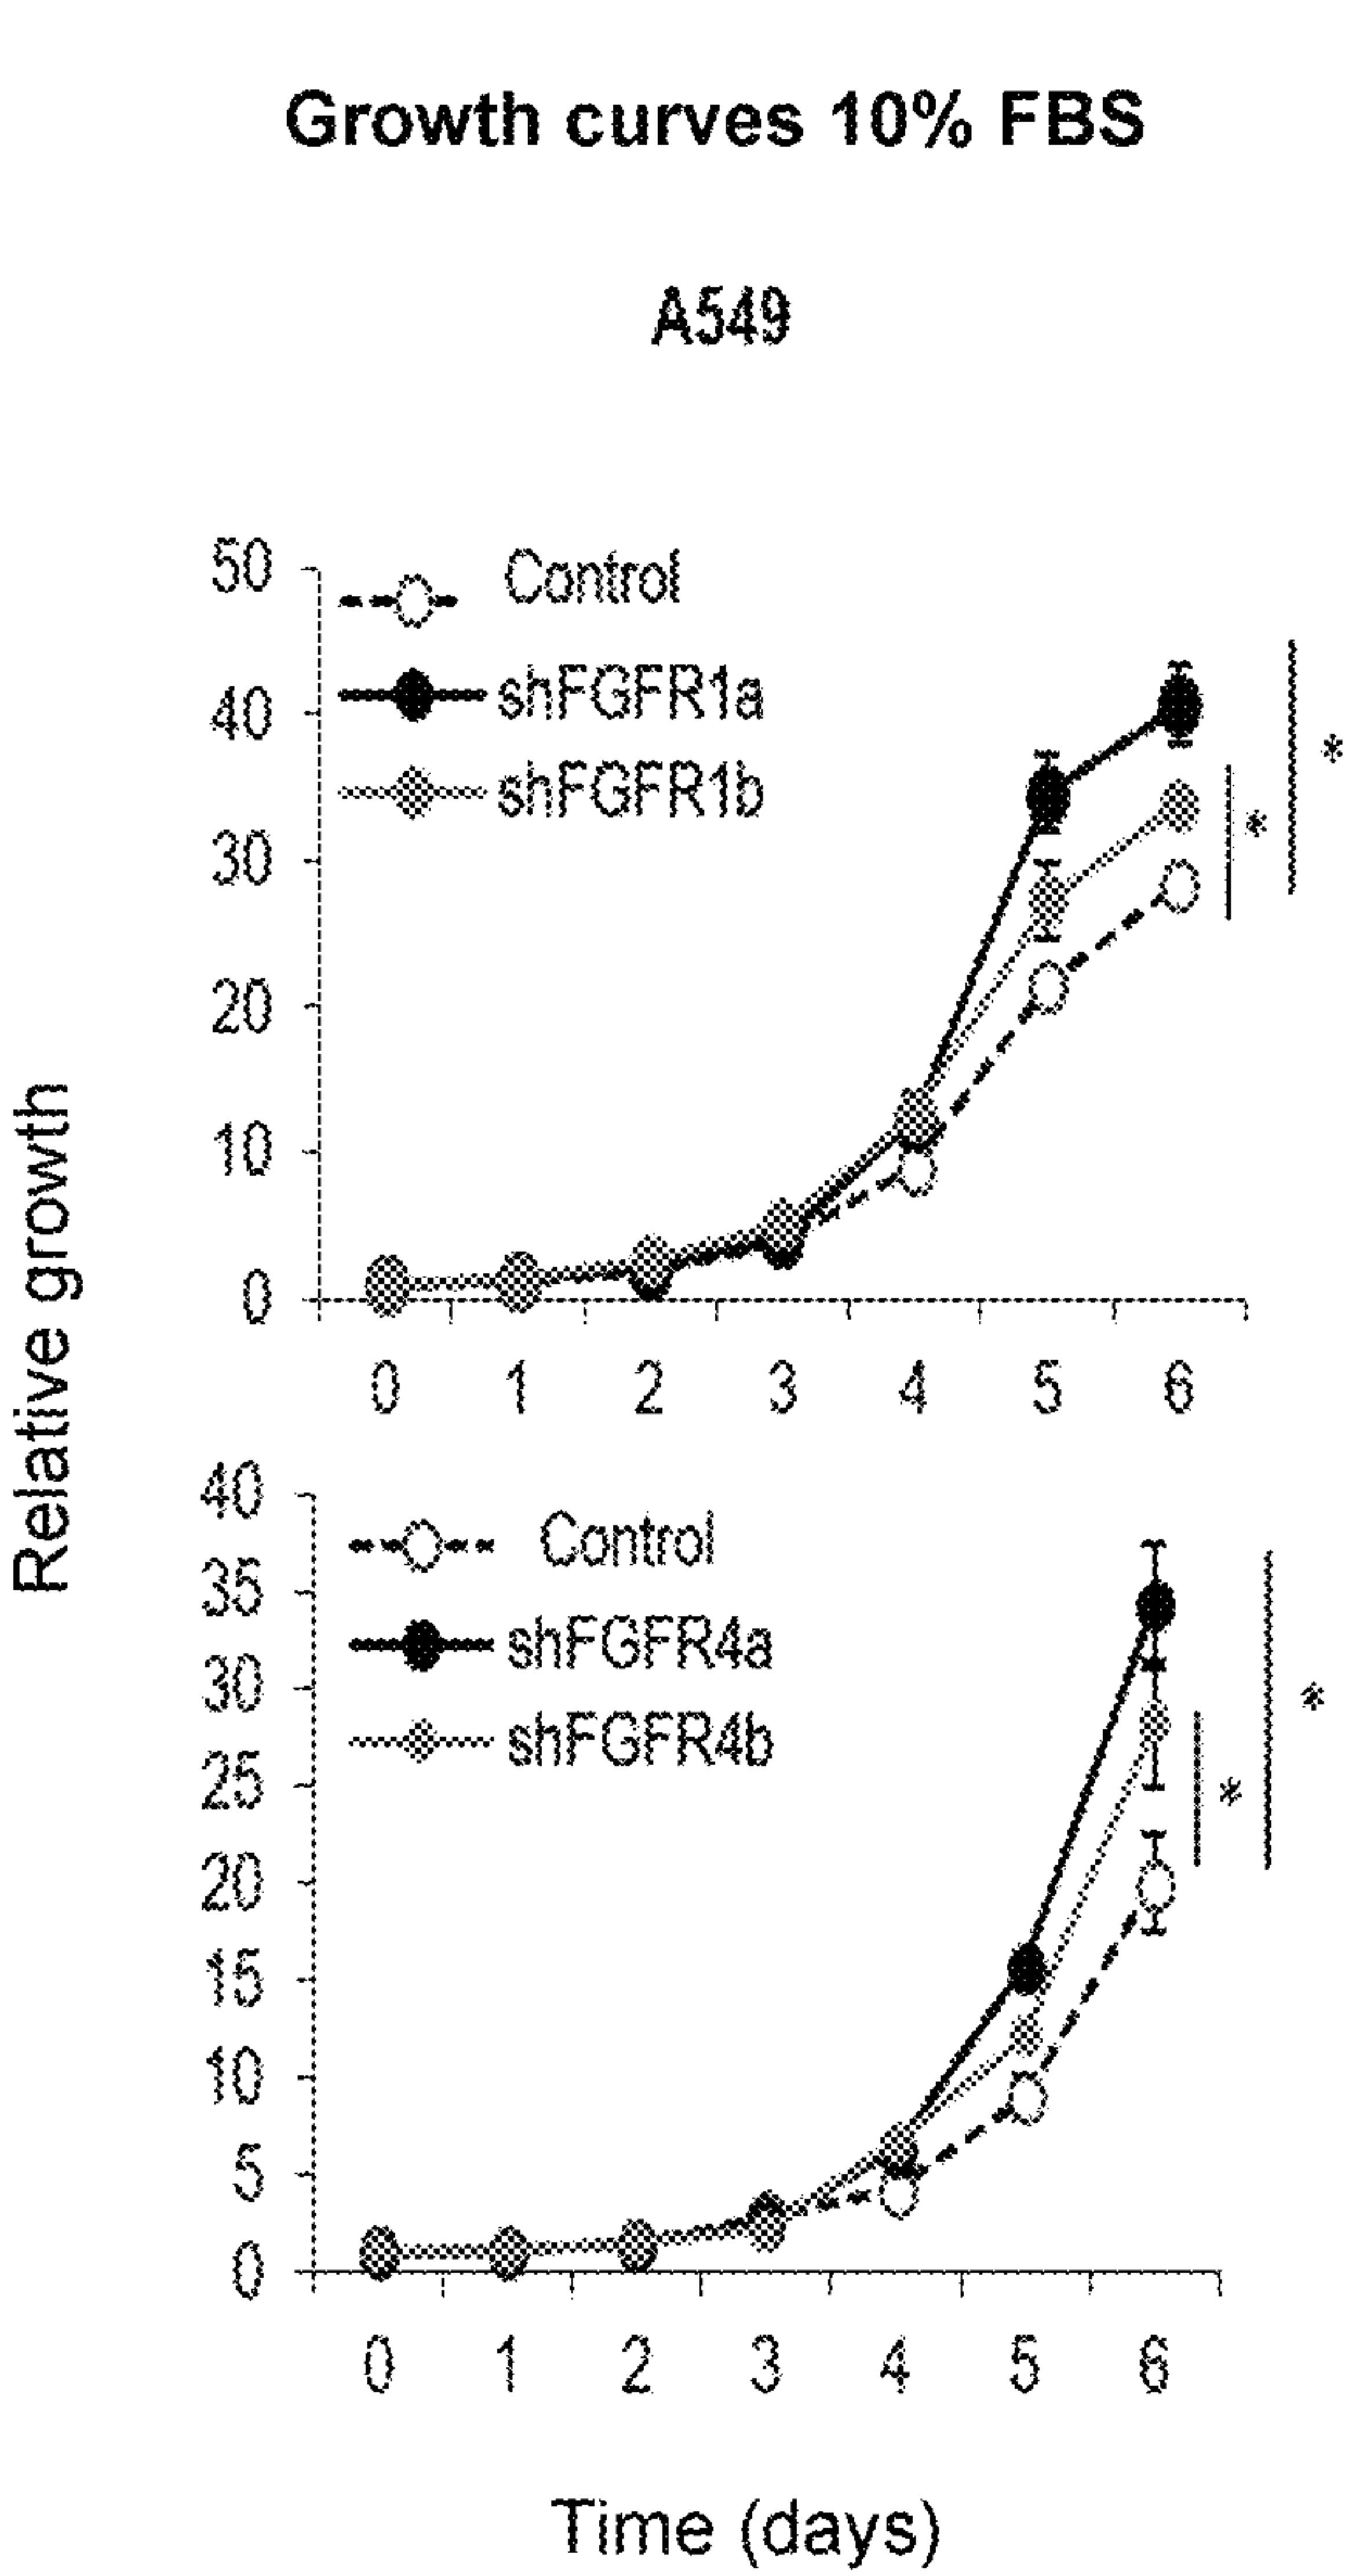 Growth curves 10% FBS
A549
Relative growth
50
Control
shFGFR1a
40
shFGFR1b
30
20
10
0
*
*
0 1 2 3 4 5 6
40
Control
35
shFGFR4a
30
shFGFR4b
25
20
15
10
5
0
*
*
0 1 2 3 4 5 6
Time (days)